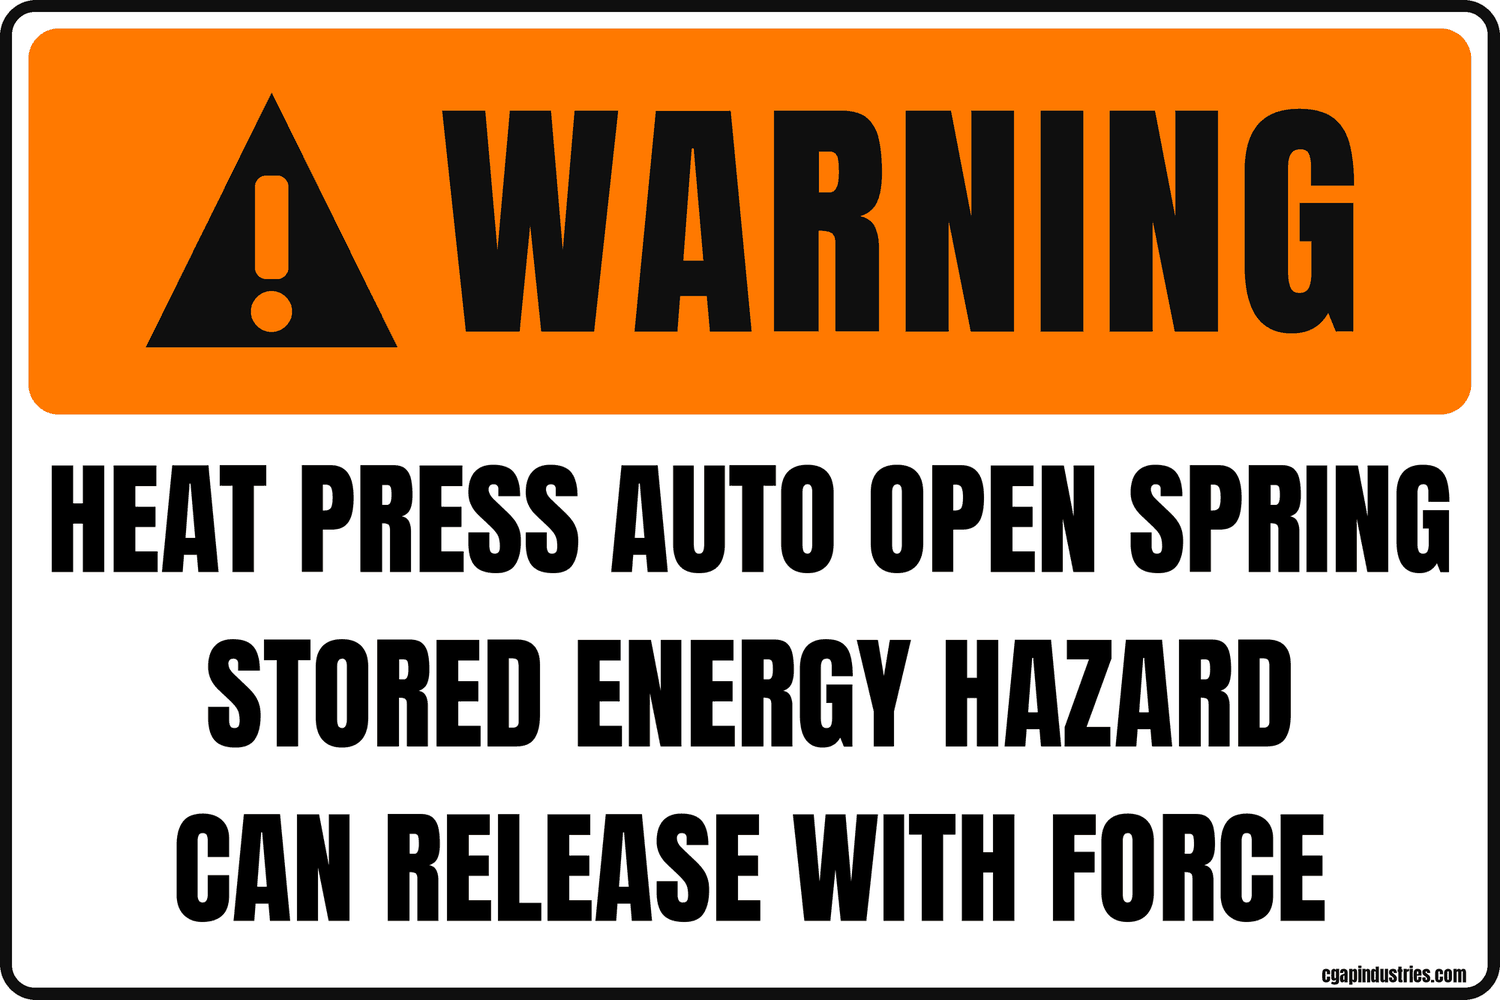 WARNING
HEAT PRESS AUTO OPEN SPRING
STORED ENERGY HAZARD
CAN RELEASE WITH FORCE
cgapindustries.com